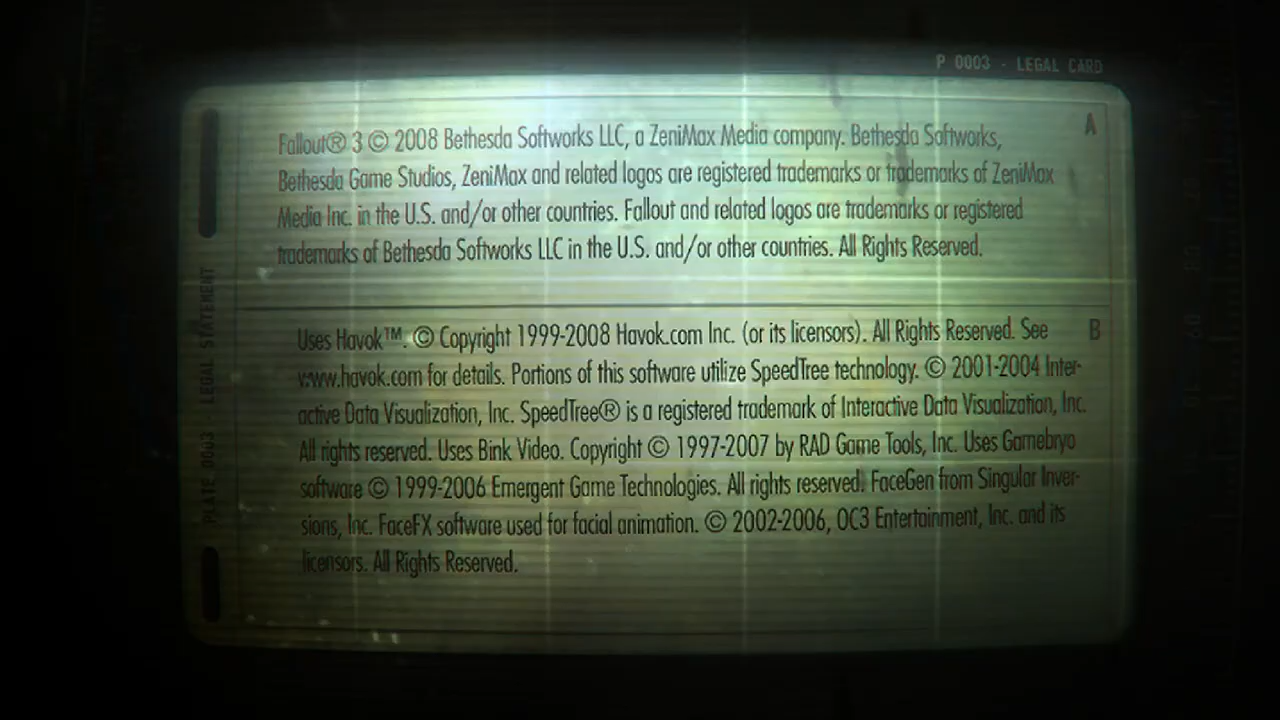 P 0003 - LEGAL CARD
A
Fallout® 3 © 2008 Bethesda Softworks LLC, a ZeniMax Media company. Bethesda Softworks,
Bethesda Game Studios, ZeniMax and related logos are registered trademarks or trademarks of ZeniMax
Media Inc. in the U.S. and/or other countries. Fallout and related logos are trademarks or registered
trademarks of Bethesda Softworks LLC in the U.S. and/or other countries. All Rights Reserved.
PLATE 0003 - LEGAL STATEMENT
B
Uses Havok™. © Copyright 1999-2008 Havok.com Inc. (or its licensors). All Rights Reserved. See
www.havok.com for details. Portions of this software utilize SpeedTree technology. © 2001-2004 Inter-
active Data Visualization, Inc. SpeedTree® is a registered trademark of Interactive Data Visualization, Inc.
All rights reserved. Uses Bink Video. Copyright © 1997-2007 by RAD Game Tools, Inc. Uses Gamebryo
software © 1999-2006 Emergent Game Technologies. All rights reserved. FaceGen from Singular Inver-
sions, Inc. FaceFX software used for facial animation. © 2002-2006, OC3 Entertainment, Inc. and its
licensors. All Rights Reserved.